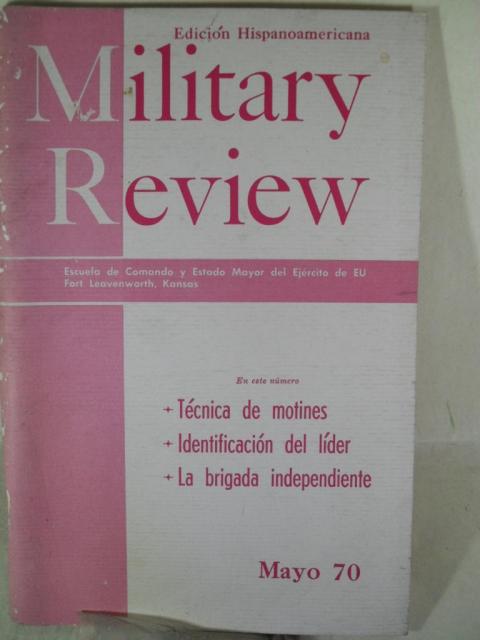 Edición Hispanoamericana
Military
Review
Escuela de Comando y Estado Mayor del Ejército de EU
Fort Leavenworth, Kansas
En este número
+ Técnica de motines
+ Identificación del líder
+ La brigada independiente
Mayo 70